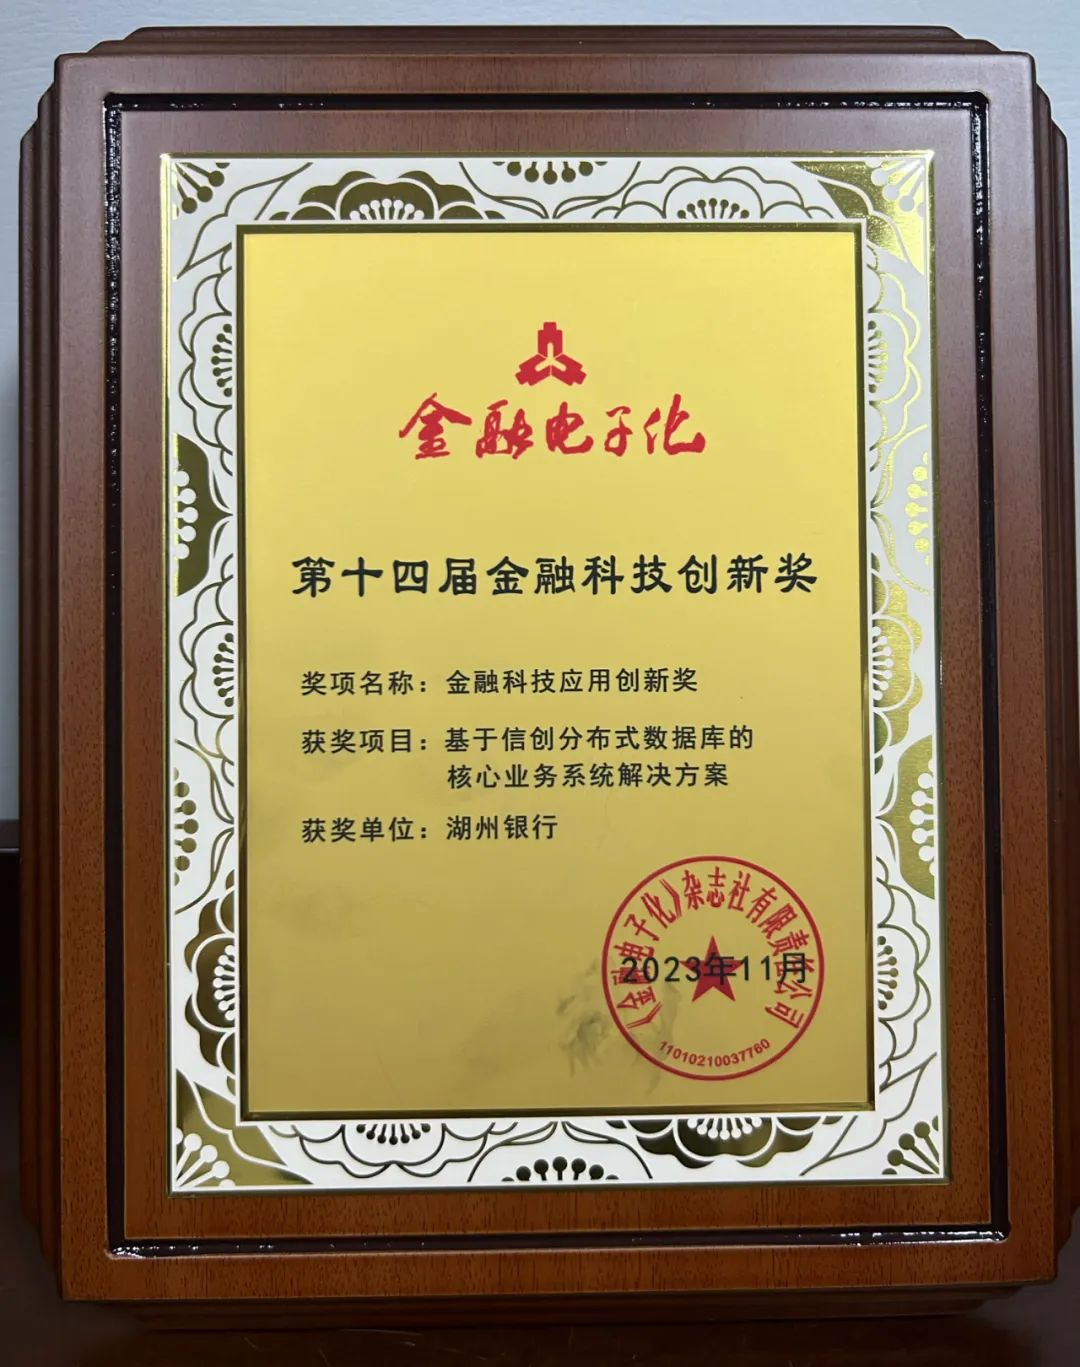 金融电子化
第十四届金融科技创新奖
奖项名称：金融科技应用创新奖
获奖项目：基于信创分布式数据库的
核心业务系统解决方案
获奖单位：湖州银行
《金融电子化》杂志社有限责任公司
2023年11月
11010210037760